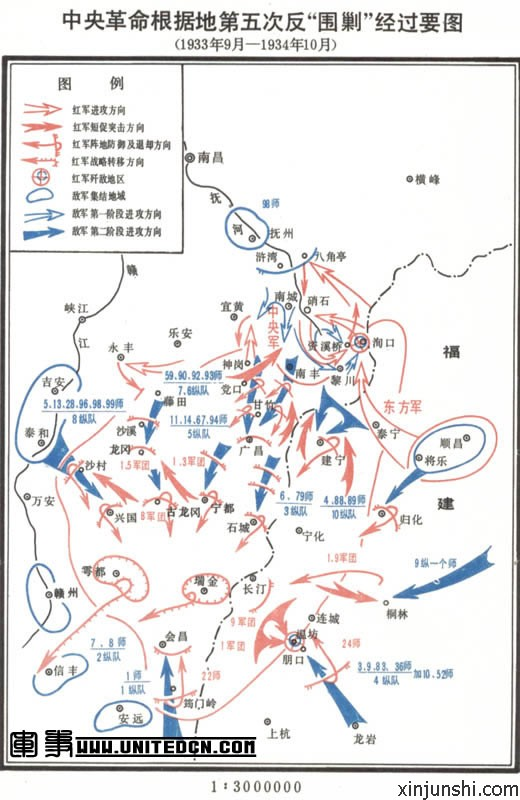 中央革命根据地第五次反“围剿”经过要图
(1933年9月—1934年10月)
图 例
红军进攻方向
红军短促突击方向
红军阵地防御及退却方向
红军战略转移方向
红军歼敌地区
敌军集结地域
敌军第一阶段进攻方向
敌军第二阶段进攻方向
南昌
横峰
抚
河
98师
抚州
浒湾
八角亭
赣
江
峡江
宜黄
南城
硝石
中央军
乐安
永丰
神岗
党口
资溪桥
洵口
黎川
福
建
吉安
5.13.28.96.98.99师
8纵队
泰和
59.90.92.93师
7.6纵队
藤田
南丰
甘竹
东方军
11.14.67.94师
5纵队
沙溪
龙冈
广昌
建宁
泰宁
顺昌
将乐
沙村
1.5军团
1.3军团
万安
兴国
8军团
古龙冈
宁都
石城
6.79师
3纵队
4.88.89师
10纵队
归化
宁化
1.9军团
雩都
瑞金
长汀
9纵一个师
桐林
赣州
9军团
连城
温坊
朋口
24师
会昌
1军团
7.8师
2纵队
信丰
1师
1纵队
22师
筠门岭
3.9.83.36师
4纵队
加10.52师
安远
上杭
龙岩
军事 WWW.UNITEDCN.COM
1:3000000
xinjunshi.com